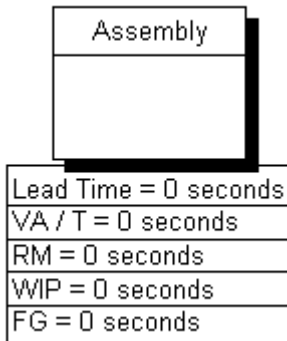 Assembly
Lead Time = 0 seconds
VA / T = 0 seconds
RM = 0 seconds
WIP = 0 seconds
FG = 0 seconds